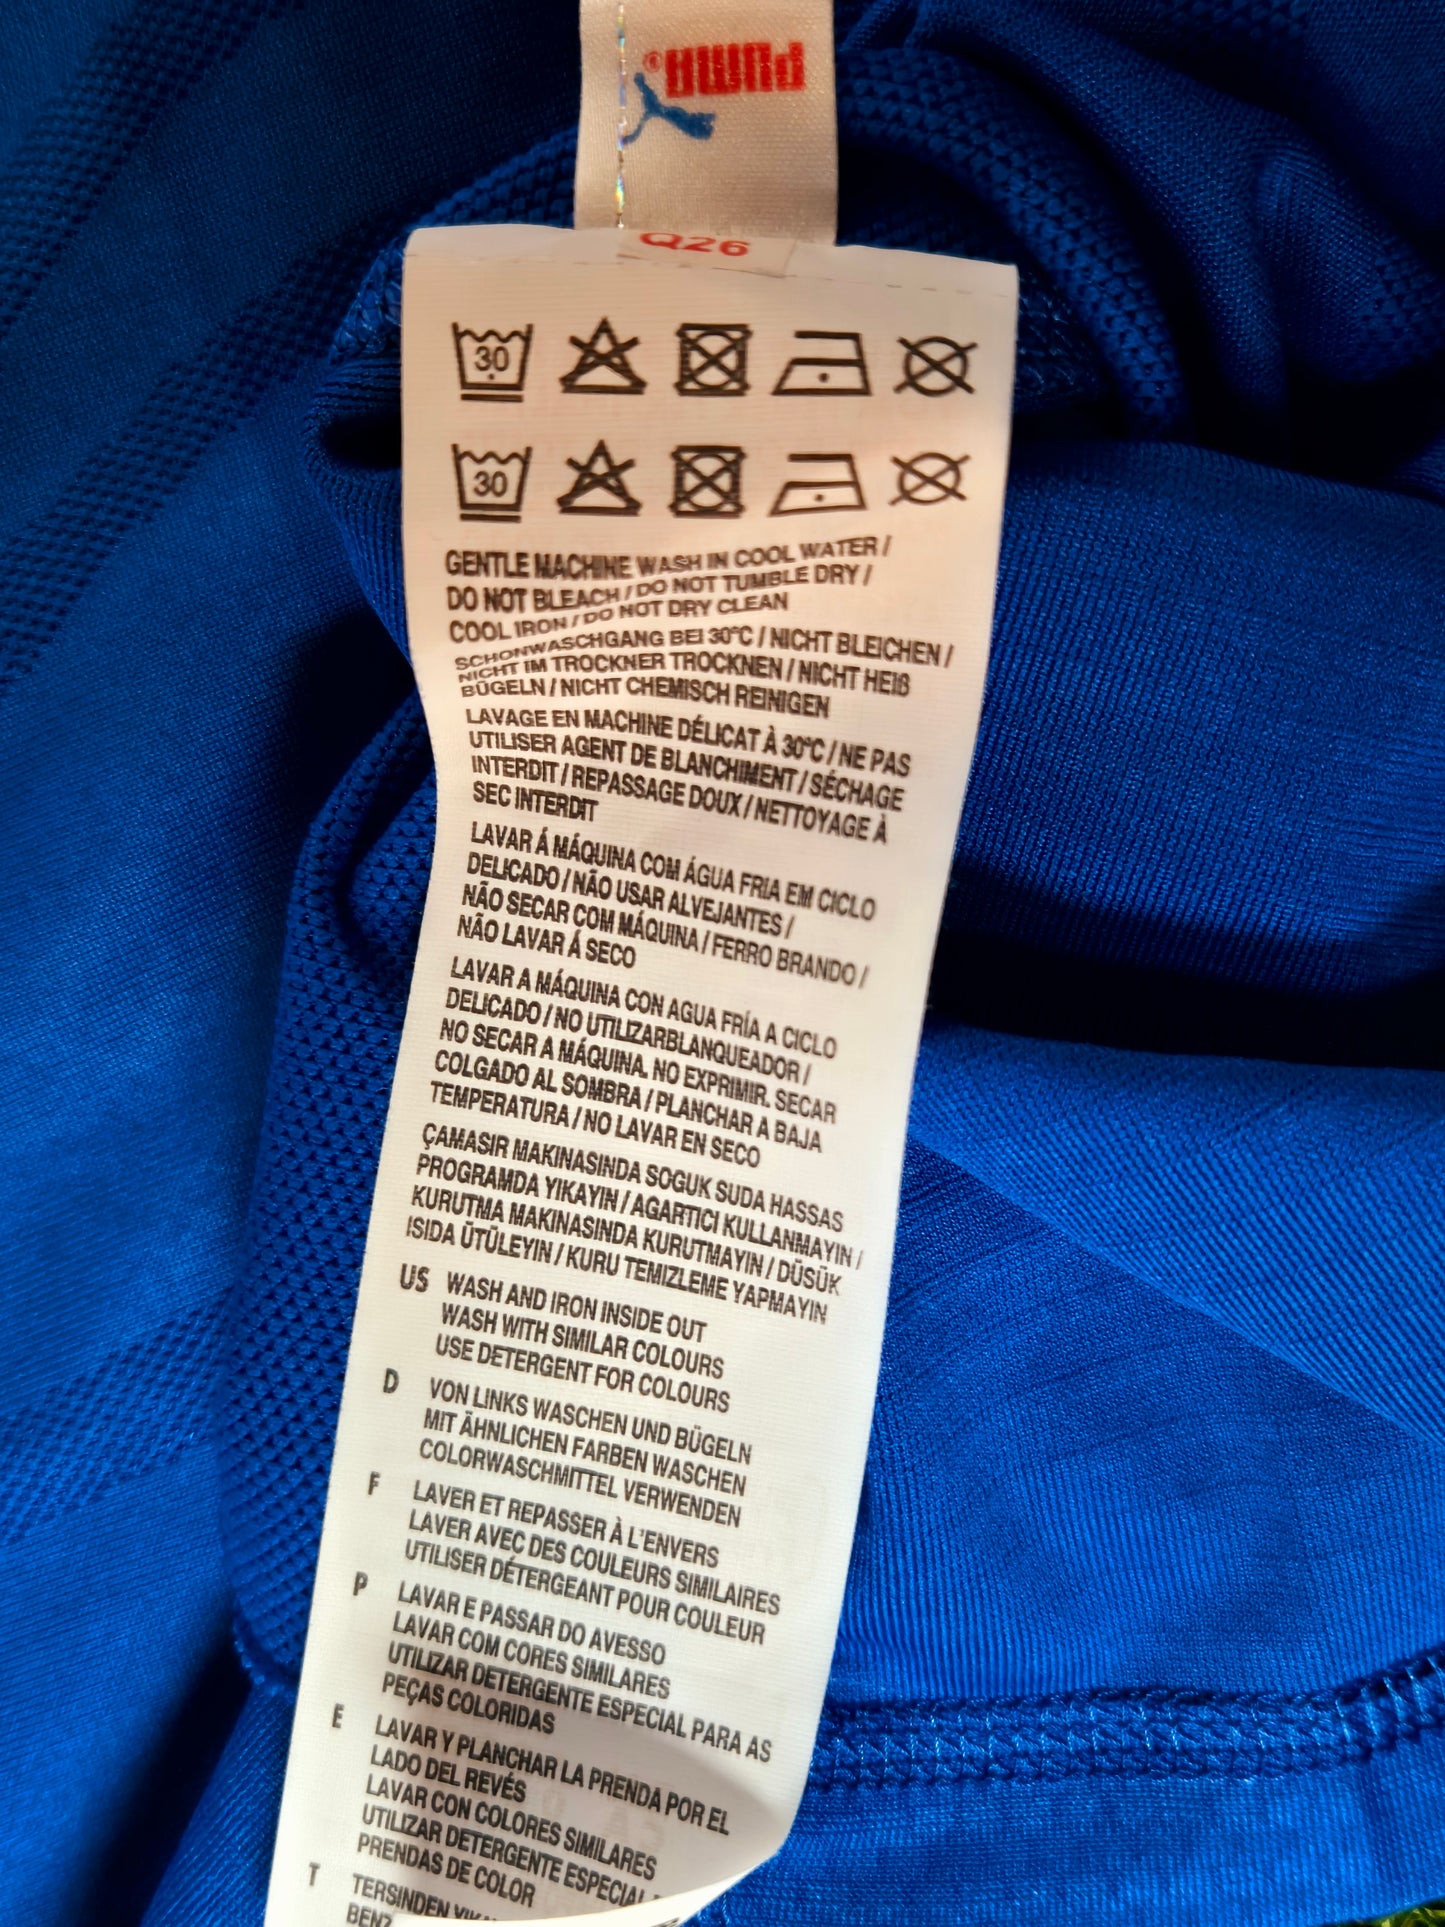 PUMA®
Q26
30
30
GENTLE MACHINE WASH IN COOL WATER /
DO NOT BLEACH / DO NOT TUMBLE DRY /
COOL IRON / DO NOT DRY CLEAN
SCHONWASCHGANG BEI 30°C / NICHT BLEICHEN /
NICHT IM TROCKNER TROCKNEN / NICHT HEIß
BÜGELN / NICHT CHEMISCH REINIGEN
LAVAGE EN MACHINE DÉLICAT À 30°C / NE PAS
UTILISER AGENT DE BLANCHIMENT / SÉCHAGE
INTERDIT / REPASSAGE DOUX / NETTOYAGE À
SEC INTERDIT
LAVAR Á MÁQUINA COM ÁGUA FRIA EM CICLO
DELICADO / NÃO USAR ALVEJANTES /
NÃO SECAR COM MÁQUINA / FERRO BRANDO /
NÃO LAVAR Á SECO
LAVAR A MÁQUINA CON AGUA FRÍA A CICLO
DELICADO / NO UTILIZARBLANQUEADOR /
NO SECAR A MÁQUINA. NO EXPRIMIR. SECAR
COLGADO AL SOMBRA / PLANCHAR A BAJA
TEMPERATURA / NO LAVAR EN SECO
ÇAMASIR MAKINASINDA SOGUK SUDA HASSAS
PROGRAMDA YIKAYIN / AGARTICI KULLANMAYIN /
KURUTMA MAKINASINDA KURUTMAYIN / DÜSÜK
ISIDA ÜTÜLEYIN / KURU TEMIZLEME YAPMAYIN
US WASH AND IRON INSIDE OUT
WASH WITH SIMILAR COLOURS
USE DETERGENT FOR COLOURS
D VON LINKS WASCHEN UND BÜGELN
MIT ÄHNLICHEN FARBEN WASCHEN
COLORWASCHMITTEL VERWENDEN
F LAVER ET REPASSER À L'ENVERS
LAVER AVEC DES COULEURS SIMILAIRES
UTILISER DÉTERGEANT POUR COULEUR
P LAVAR E PASSAR DO AVESSO
LAVAR COM CORES SIMILARES
UTILIZAR DETERGENTE ESPECIAL PARA AS
PEÇAS COLORIDAS
E LAVAR Y PLANCHAR LA PRENDA POR EL
LADO DEL REVÉS
LAVAR CON COLORES SIMILARES
UTILIZAR DETERGENTE ESPECIAL
PRENDAS DE COLOR
T TERSINDEN
BENZ